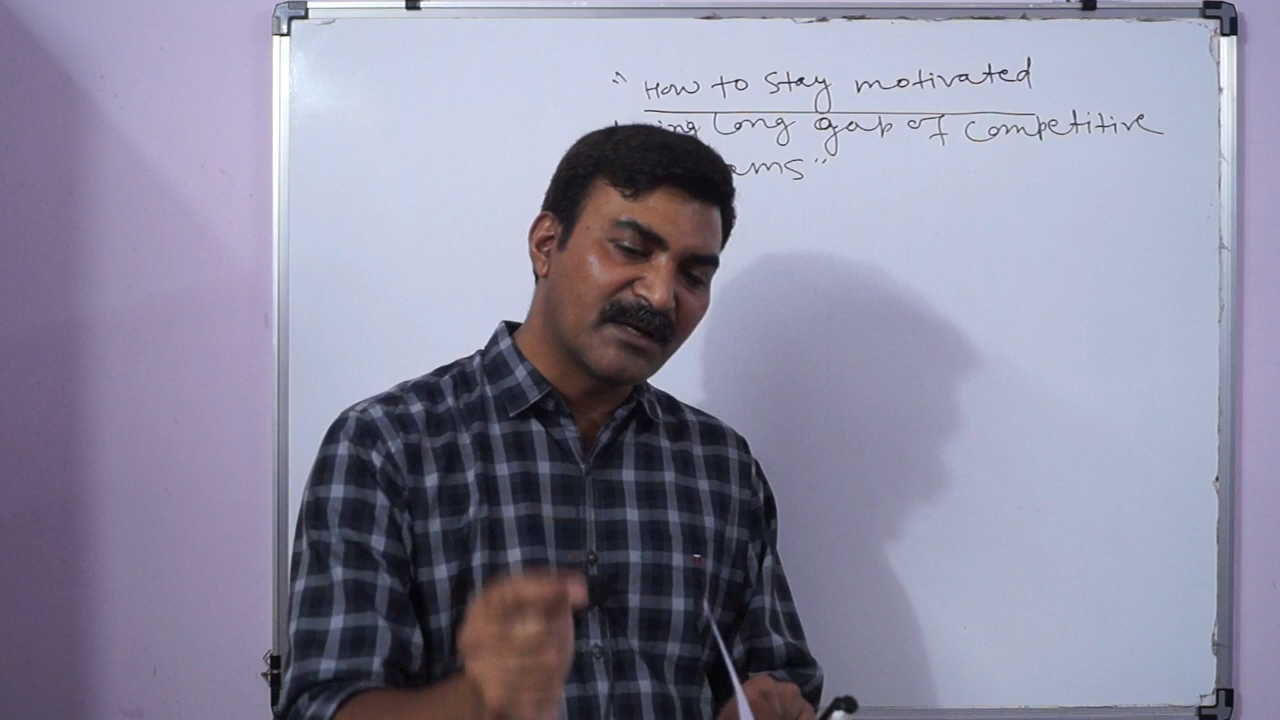 " How to stay motivated
long gap of competitive
"